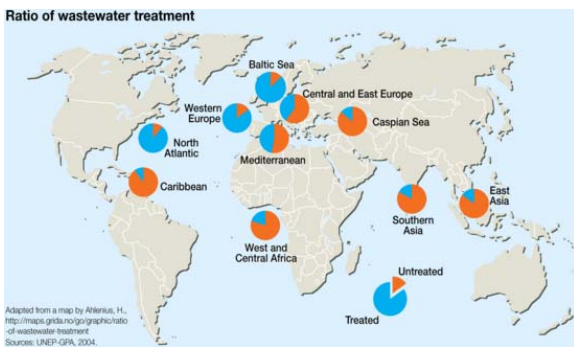 Ratio of wastewater treatment
Baltic Sea
Central and East Europe
Western
Europe
Caspian Sea
North
Atlantic
Mediterranean
Caribbean
East
Asia
Southern
Asia
West and
Central Africa
Untreated
Treated
Adapted from a map by Ahlenius, H.,
http://maps.grida.no/go/graphic/ratio
-of-wastewater-treatment
Sources: UNEP-GPA, 2004.